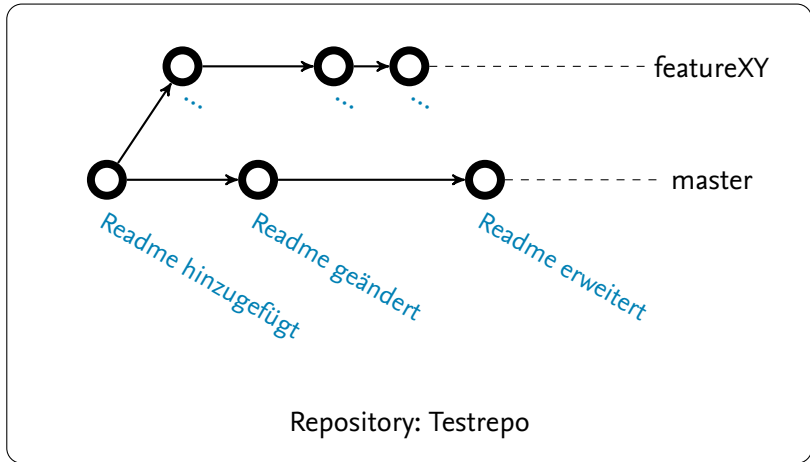 featureXY
... ... ...
master
Readme hinzugefügt
Readme geändert
Readme erweitert
Repository: Testrepo